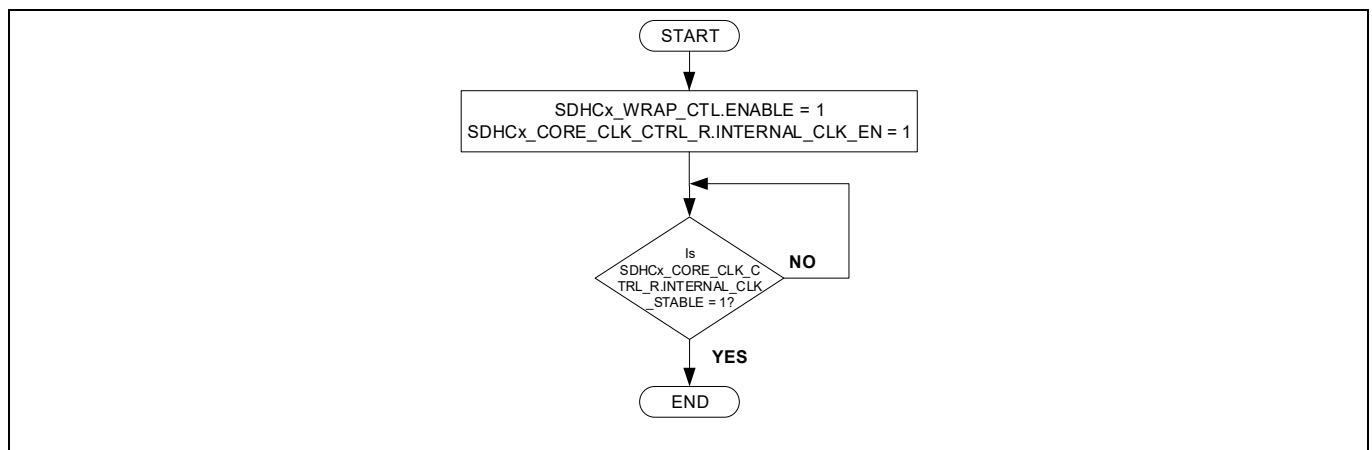 START
SDHCx_WRAP_CTL.ENABLE = 1
SDHCx_CORE_CLK_CTRL_R.INTERNAL_CLK_EN = 1
Is
SDHCx_CORE_CLK_C
TRL_R.INTERNAL_CLK
_STABLE = 1?
NO
YES
END